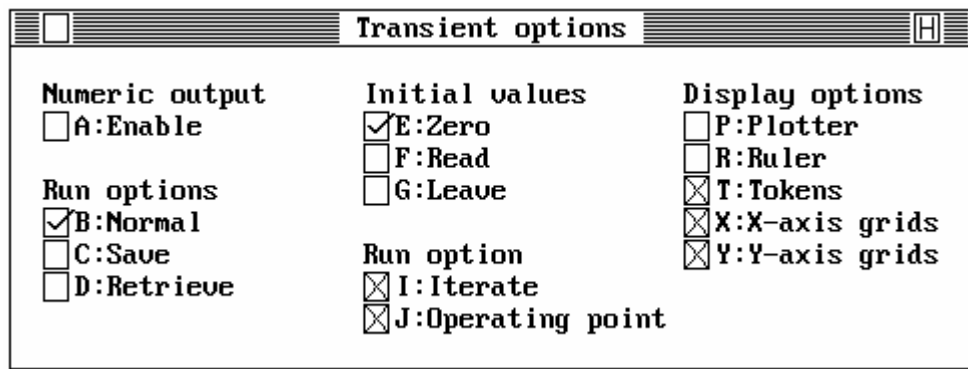 Transient options
H
Numeric output
A:Enable
Run options
B:Normal
C:Save
D:Retrieve
Initial values
E:Zero
F:Read
G:Leave
Run option
I:Iterate
J:Operating point
Display options
P:Plotter
R:Ruler
T:Tokens
X:X-axis grids
Y:Y-axis grids